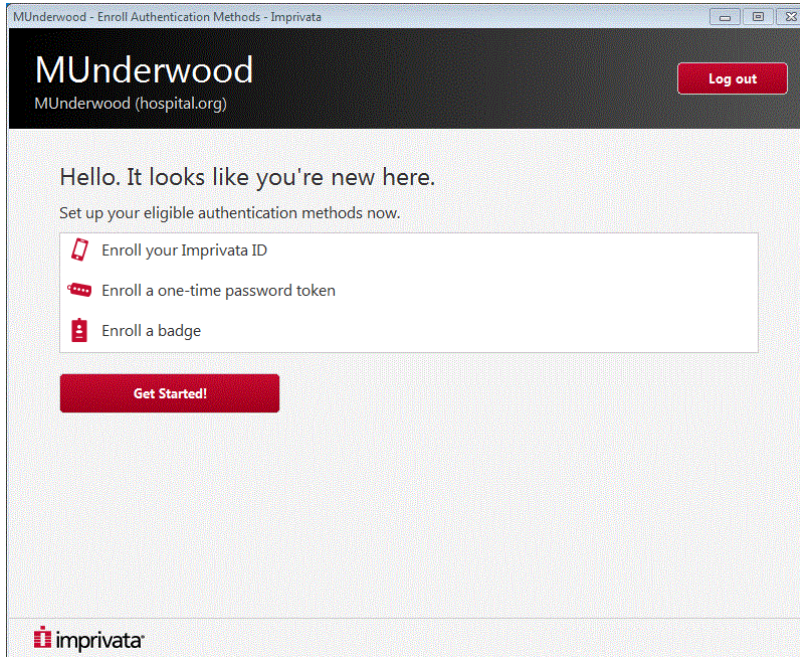 MUnderwood - Enroll Authentication Methods - Imprivata
MUnderwood
Log out
MUnderwood (hospital.org)
Hello. It looks like you're new here.
Set up your eligible authentication methods now.
Enroll your Imprivata ID
Enroll a one-time password token
Enroll a badge
Get Started!
imprivata